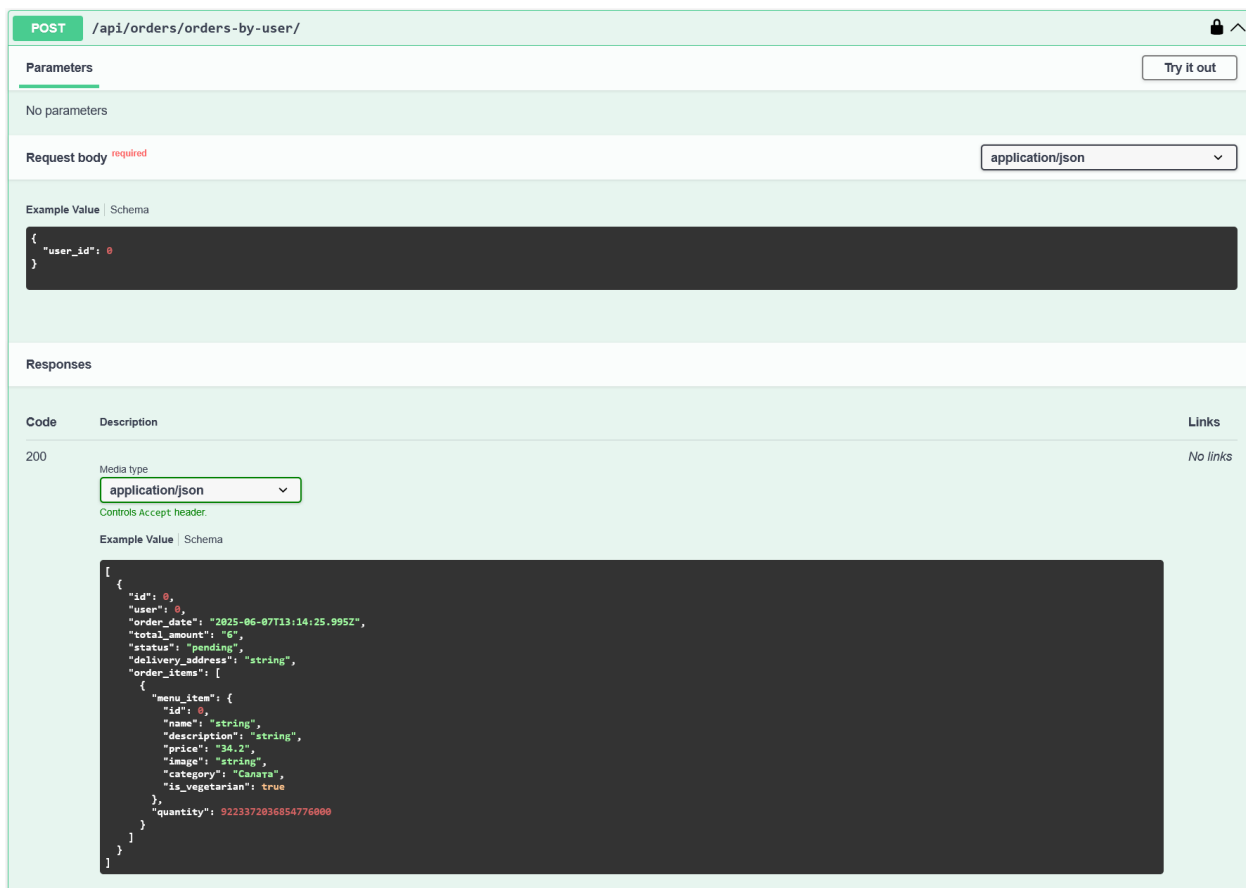 POST /api/orders/orders-by-user/
Parameters Try it out
No parameters
Request body required application/json
Example Value Schema
{
"user_id": 0
}
Responses
Code Description Links
200 No links
Media type
application/json
Controls Accept header.
Example Value Schema
[
{
"id": 0,
"user": 0,
"order_date": "2025-06-07T13:14:25.995Z",
"total_amount": "6",
"status": "pending",
"delivery_address": "string",
"order_items": [
{
"menu_item": {
"id": 0,
"name": "string",
"description": "string",
"price": "34.2",
"image": "string",
"category": "Салата",
"is_vegetarian": true
},
"quantity": 9223372036854776000
}
]
}
]